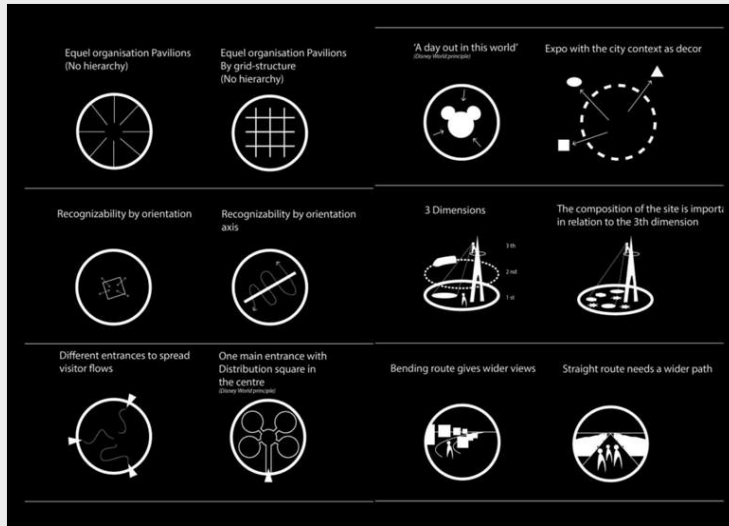 Equel organisation Pavilions
(No hierarchy)
Equel organisation Pavilions
By grid-structure
(No hierarchy)
'A day out in this world'
(Disney World principle)
Expo with the city context as decor
Recognizability by orientation
Recognizability by orientation
axis
3 Dimensions
3 th
2 nd
1 st
The composition of the site is importa
in relation to the 3th dimension
Different entrances to spread
visitor flows
One main entrance with
Distribution square in
the centre
(Disney World principle)
Bending route gives wider views
Straight route needs a wider path